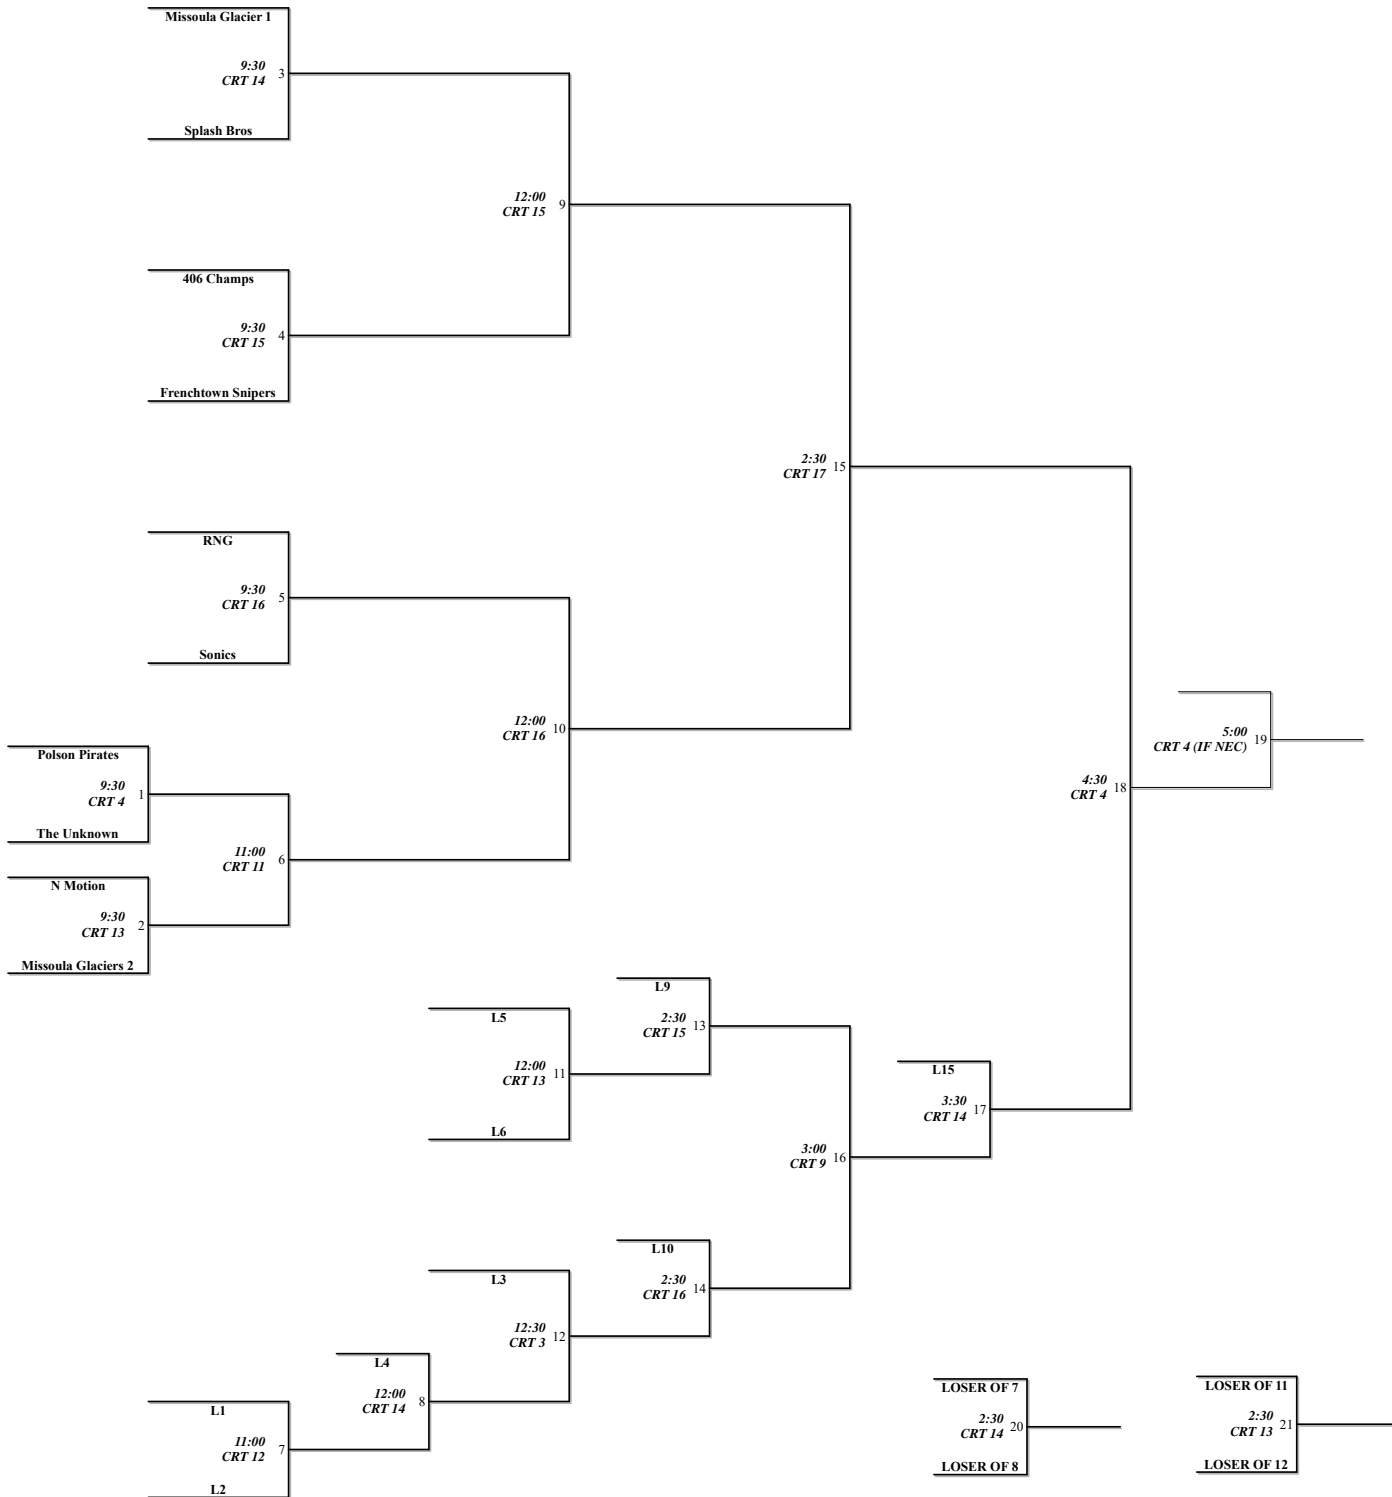 Missoula Glacier 1
9:30
CRT 14
3
Splash Bros
12:00
CRT 15
9
406 Champs
9:30
CRT 15
4
Frenchtown Snipers
2:30
CRT 17
15
RNG
9:30
CRT 16
5
Sonics
12:00
CRT 16
10
Polson Pirates
9:30
CRT 4
1
The Unknown
11:00
CRT 11
6
N Motion
9:30
CRT 13
2
Missoula Glaciers 2
5:00
CRT 4 (IF NEC)
19
4:30
CRT 4
18
L9
2:30
CRT 15
13
L5
12:00
CRT 13
11
L6
L15
3:30
CRT 14
17
3:00
CRT 9
16
L10
2:30
CRT 16
14
L3
12:30
CRT 3
12
L4
12:00
CRT 14
8
L1
11:00
CRT 12
7
L2
LOSER OF 7
2:30
CRT 14
20
LOSER OF 8
LOSER OF 11
2:30
CRT 13
21
LOSER OF 12